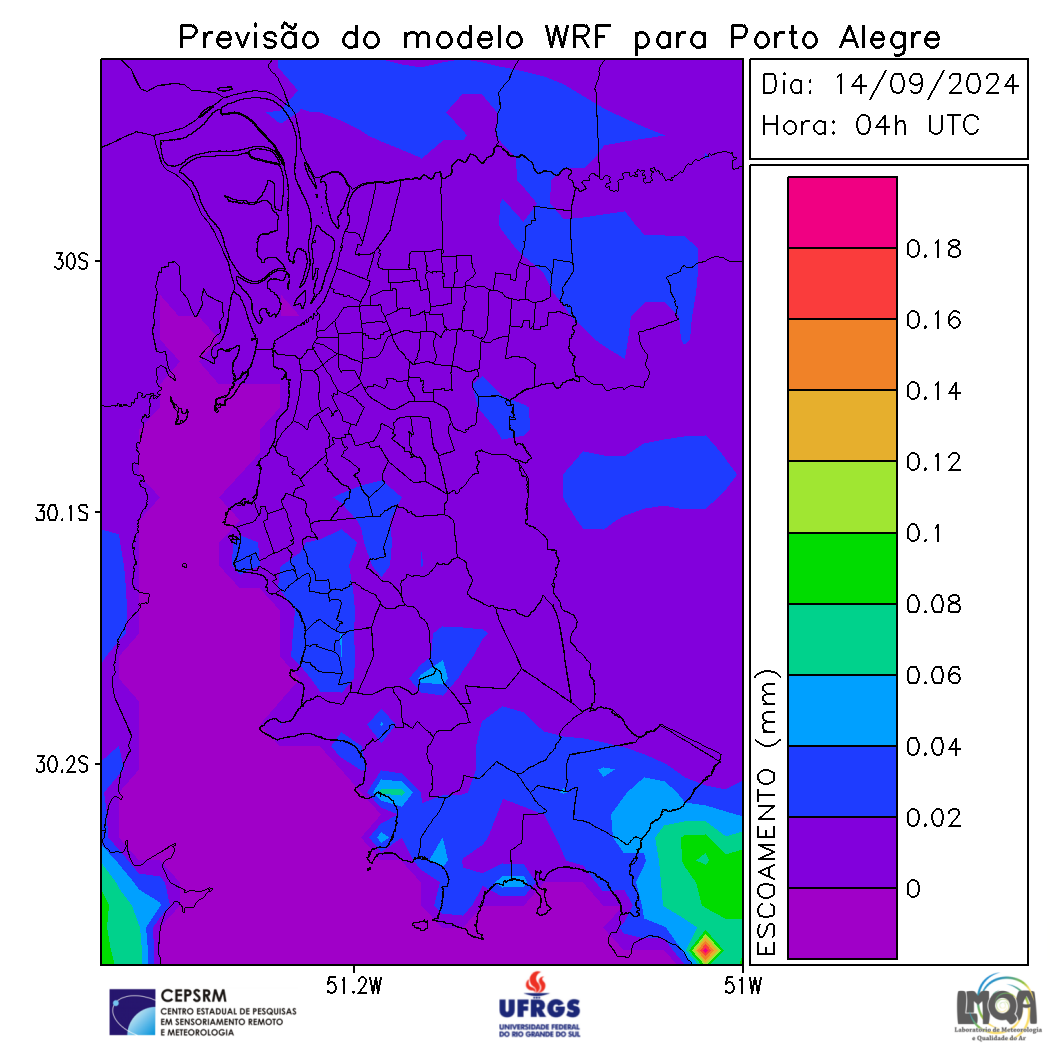 Previsão do modelo WRF para Porto Alegre
Dia: 14/09/2024
Hora: 04h UTC
30S
30.1S
30.2S
51.2W
51W
ESCOAMENTO (mm)
0.18
0.16
0.14
0.12
0.1
0.08
0.06
0.04
0.02
0
CEPSRM
CENTRO ESTADUAL DE PESQUISAS
EM SENSORIAMENTO REMOTO
E METEOROLOGIA
UFRGS
UNIVERSIDADE FEDERAL
DO RIO GRANDE DO SUL
LMQA
Laboratório de Meteorologia
e Qualidade do Ar